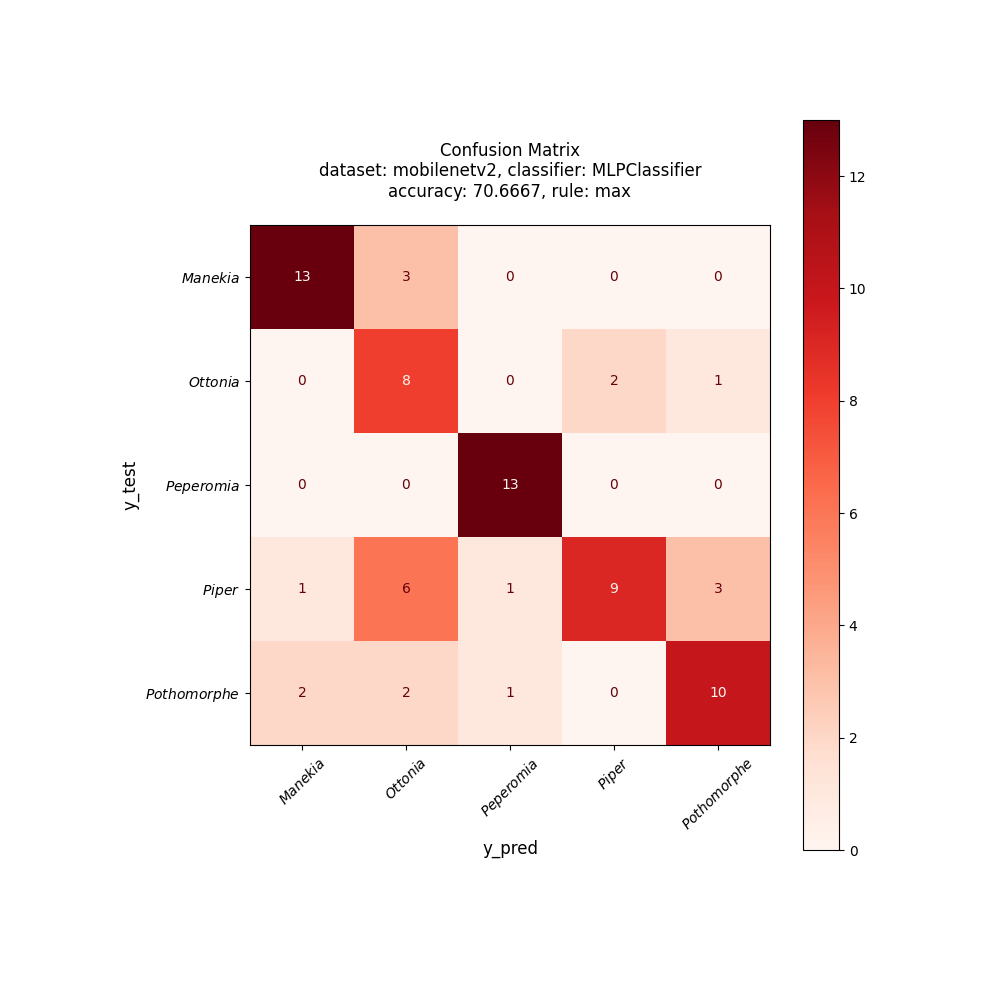 Confusion Matrix
dataset: mobilenetv2, classifier: MLPClassifier
accuracy: 70.6667, rule: max
y_test
Manekia 13 3 0 0 0
Ottonia 0 8 0 2 1
Peperomia 0 0 13 0 0
Piper 1 6 1 9 3
Pothomorphe 2 2 1 0 10
Manekia Ottonia Peperomia Piper Pothomorphe
y_pred
12
10
8
6
4
2
0